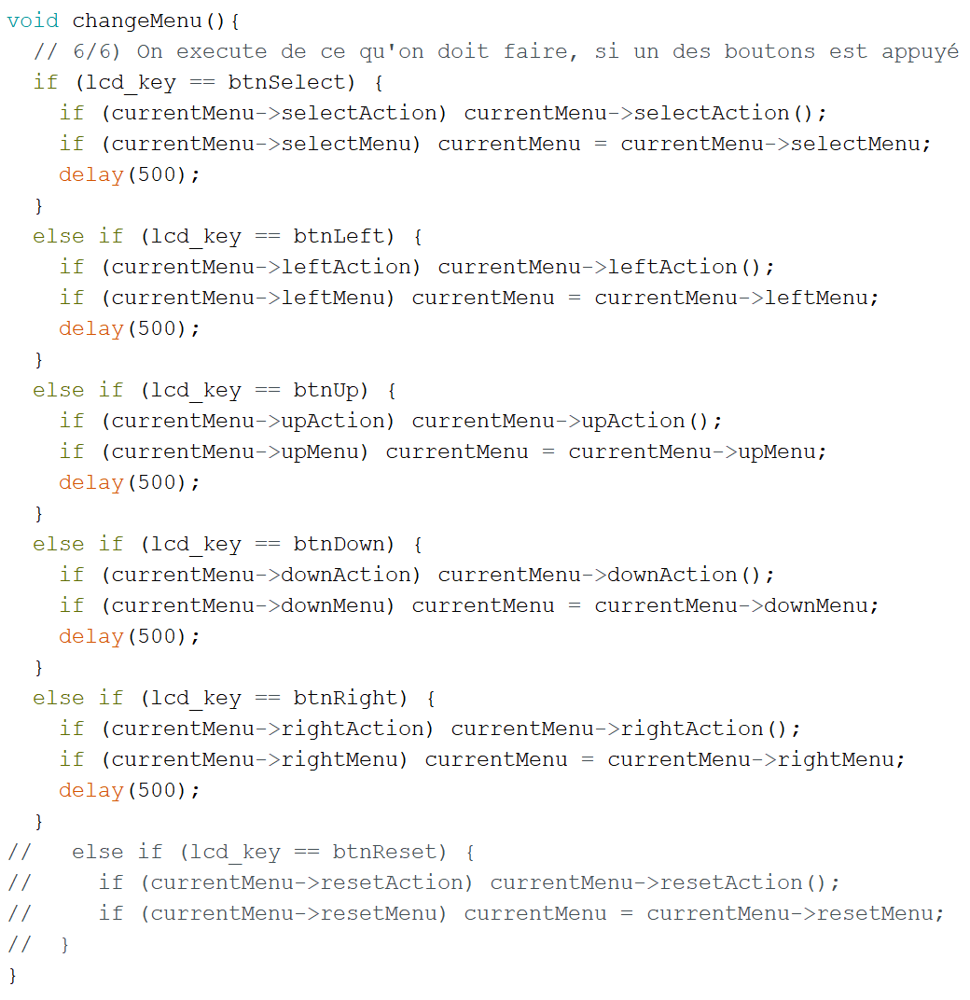 void changeMenu(){
  // 6/6) On execute de ce qu'on doit faire, si un des boutons est appuyé
  if (lcd_key == btnSelect) {
    if (currentMenu->selectAction) currentMenu->selectAction();
    if (currentMenu->selectMenu) currentMenu = currentMenu->selectMenu;
    delay(500);
  }
  else if (lcd_key == btnLeft) {
    if (currentMenu->leftAction) currentMenu->leftAction();
    if (currentMenu->leftMenu) currentMenu = currentMenu->leftMenu;
    delay(500);
  }
  else if (lcd_key == btnUp) {
    if (currentMenu->upAction) currentMenu->upAction();
    if (currentMenu->upMenu) currentMenu = currentMenu->upMenu;
    delay(500);
  }
  else if (lcd_key == btnDown) {
    if (currentMenu->downAction) currentMenu->downAction();
    if (currentMenu->downMenu) currentMenu = currentMenu->downMenu;
    delay(500);
  }
  else if (lcd_key == btnRight) {
    if (currentMenu->rightAction) currentMenu->rightAction();
    if (currentMenu->rightMenu) currentMenu = currentMenu->rightMenu;
    delay(500);
  }
//   else if (lcd_key == btnReset) {
//     if (currentMenu->resetAction) currentMenu->resetAction();
//     if (currentMenu->resetMenu) currentMenu = currentMenu->resetMenu;
//  }
}